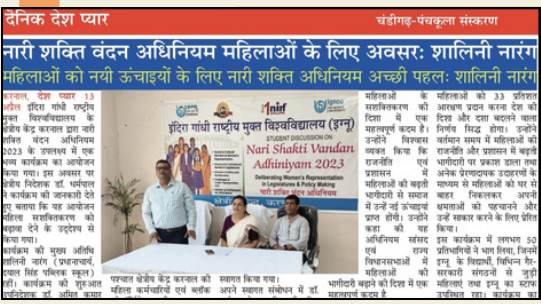 दैनिक देश प्यार
चंडीगढ़-पंचकूला संस्करण
नारी शक्ति वंदन अधिनियम महिलाओं के लिए अवसरः शालिनी नारंग
महिलाओं को नयी ऊंचाइयों के लिए नारी शक्ति अधिनियम अच्छी पहलः शालिनी नारंग
करनाल, देश प्यार 13
अप्रैल इंदिरा गांधी राष्ट्रीय
मुक्त विश्वविद्यालय के
क्षेत्रीय केंद्र करनाल द्वारा नारी
शक्ति वंदन अधिनियम
2023 के उपलक्ष्य में एक
भव्य कार्यक्रम का आयोजन
किया गया। इस अवसर पर
क्षेत्रीय निदेशक डॉ. धर्मपाल
ने कार्यक्रम की जानकारी देते
हुए बताया कि यह आयोजन
महिला सशक्तिकरण को
बढ़ावा देने के उद्देश्य से
किया गया।
कार्यक्रम की मुख्य अतिथि
शालिनी नारंग (प्रधानाचार्य,
दयाल सिंह पब्लिक स्कूल)
रहीं। कार्यक्रम की शुरुआत
उपनिदेशक डॉ. अमित कुमार
ignou
इंदिरा गांधी राष्ट्रीय मुक्त विश्वविद्यालय (इग्नू)
STUDENT DISCUSSION ON
Nari Shakti Vandan
Adhiniyam 2023
Deliberating Women's Representation
in Legislatures & Policy Making
नारी शक्ति वंदन अधिनियम
पश्चात क्षेत्रीय केंद्र करनाल की
महिला कर्मचारियों एवं ब्लॉक
स्वागत किया गया।
अपने स्वागत संबोधन में डॉ.
महिलाओं के
सशक्तिकरण की
दिशा में एक
महत्वपूर्ण कदम है।
उन्होंने विश्वास
व्यक्त किया कि
राजनीति एवं
प्रशासन में
महिलाओं की बढ़ती
भागीदारी से समाज
को नई ऊंचाइयां
प्राप्त होंगी। उन्होंने
कहा की यह
अधिनियम सांसद
एवं राज्य
विधानसभाओं में
महिलाओं की
भागीदारी बढ़ाने की दिशा में एक
महत्वपूर्ण कदम है
महिलाओं को 33 प्रतिशत
आरक्षण प्रदान करना देश की
दिशा और दशा बदलने वाला
निर्णय सिद्ध होगा। उन्होंने
वर्तमान समय में महिलाओं की
राजनीति और प्रशासन में बढ़ती
भागीदारी पर प्रकाश डाला तथा
अनेक प्रेरणादायक उदाहरणों के
माध्यम से महिलाओं को घर से
बाहर निकलकर अपनी
क्षमताओं को पहचानने और
उन्हें साकार करने के लिए प्रेरित
किया।
इस कार्यक्रम में लगभग 50
प्रतिभागियों ने भाग लिया, जिनमें
इग्नू के विद्यार्थी, विभिन्न गैर-
सरकारी संगठनों से जुड़ी
महिलाएं तथा इग्नू का स्टाफ
उपस्थित रहा। कार्यक्रम का